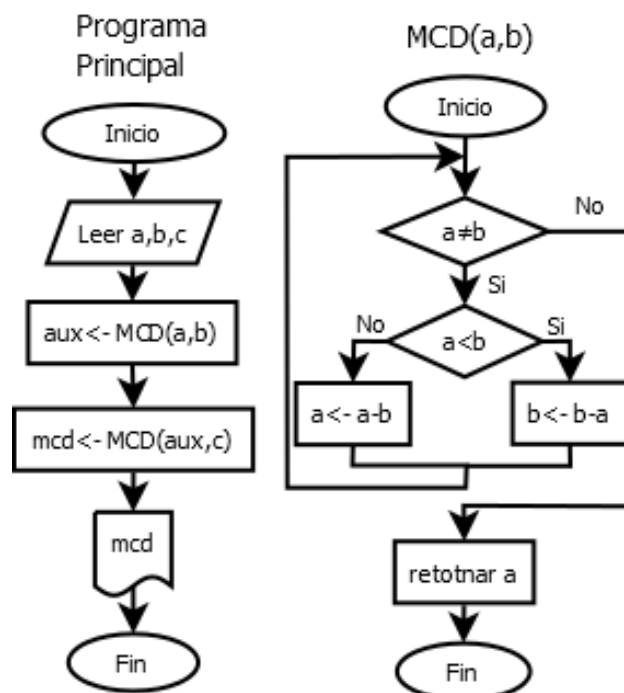 Programa
Principal
Inicio
Leer a,b,c
aux<- MCD(a,b)
mcd<- MCD(aux,c)
mcd
Fin
MCD(a,b)
Inicio
a≠b
No
Si
a<b
No
Si
a<- a-b
b<- b-a
retotnar a
Fin